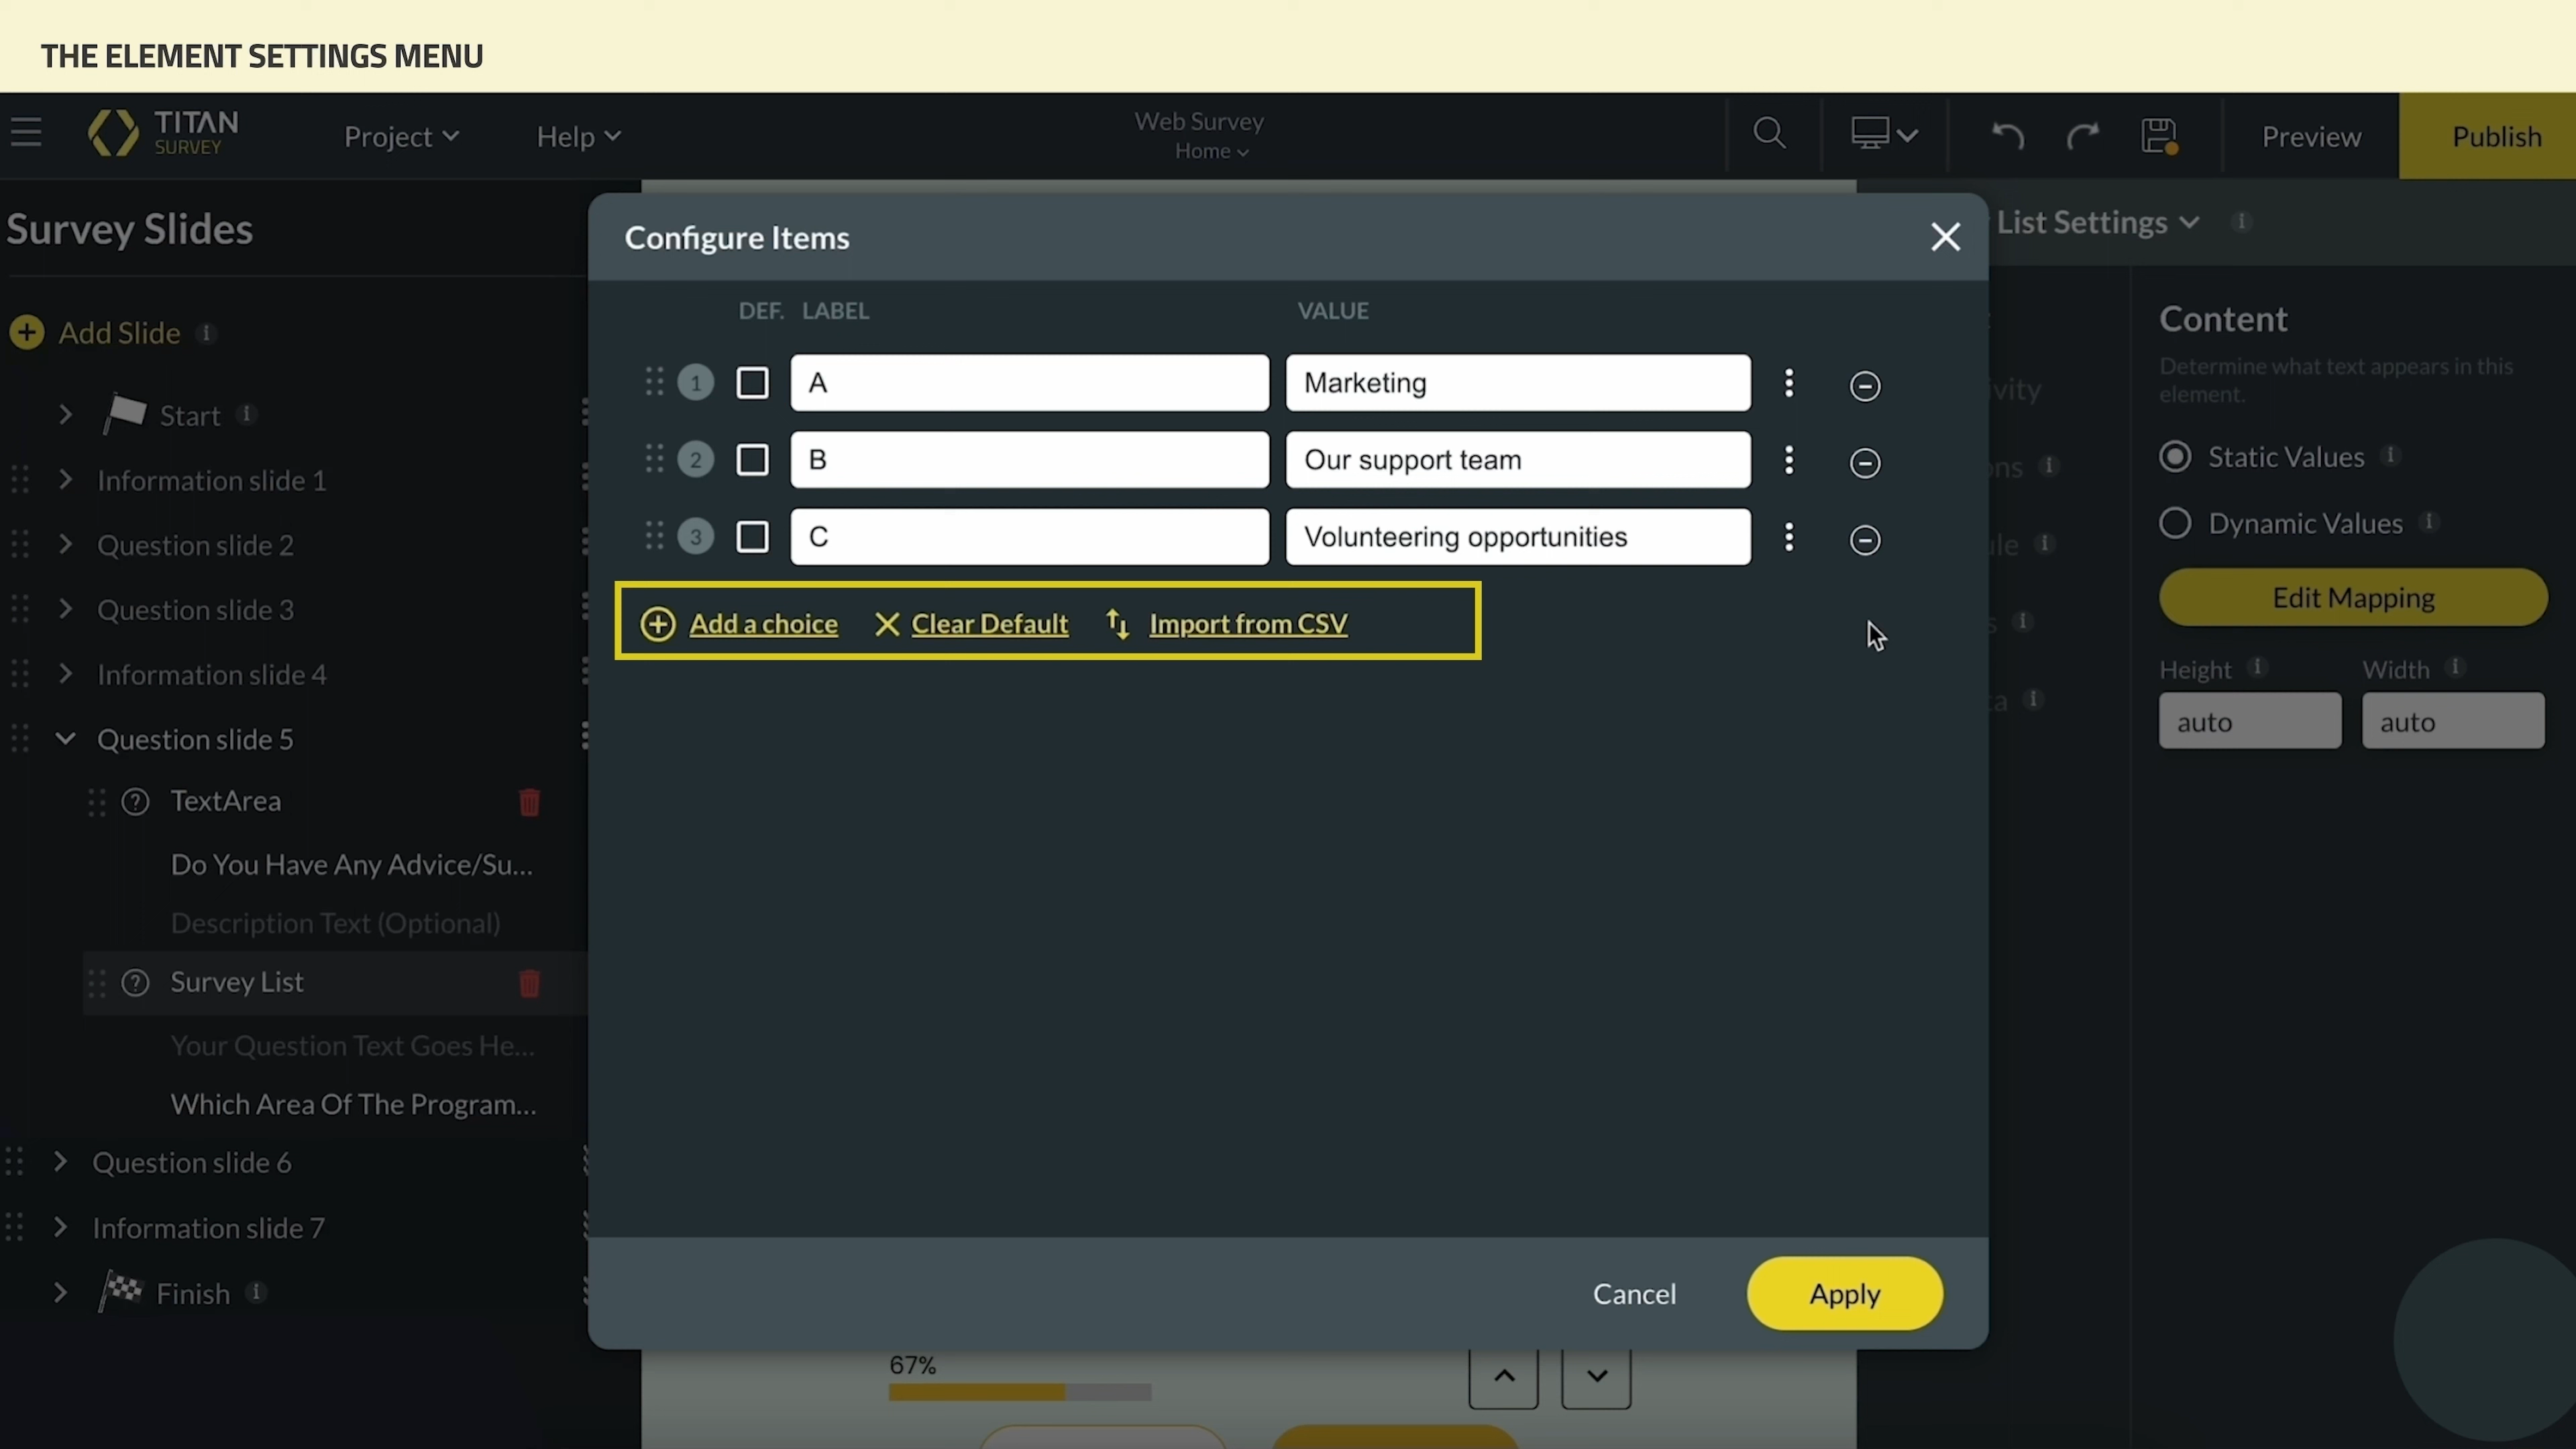 THE ELEMENT SETTINGS MENU
TITAN
SURVEY
Project
Help
Web Survey
Home
Preview
Publish
Survey Slides
Add Slide
Start
Information slide 1
Question slide 2
Question slide 3
Information slide 4
Question slide 5
TextArea
Do You Have Any Advice/Su...
Description Text (Optional)
Survey List
Your Question Text Goes He...
Which Area Of The Program...
Question slide 6
Information slide 7
Finish
Configure Items
DEF. LABEL VALUE
1 A Marketing
2 B Our support team
3 C Volunteering opportunities
Add a choice Clear Default Import from CSV
Cancel
Apply
67%
List Settings
Content
Determine what text appears in this
element.
Static Values
Dynamic Values
Edit Mapping
Height Width
auto auto